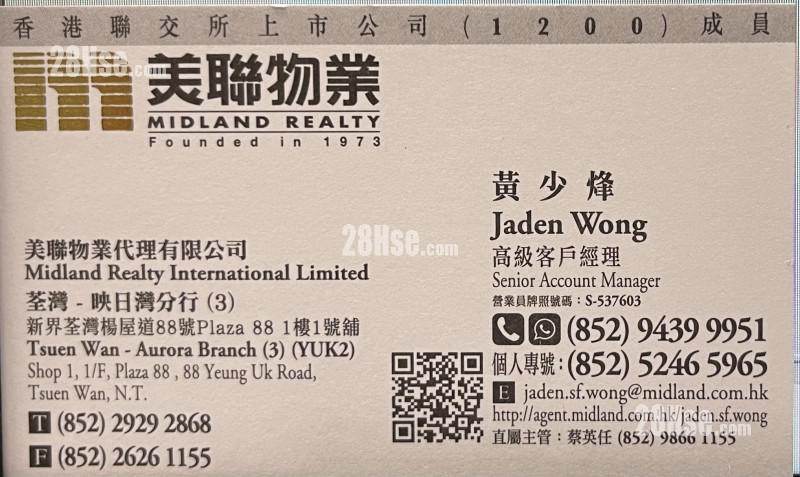 香港聯交所上市公司(1200)成員
28Hse.com
美聯物業
MIDLAND REALTY
Founded in 1973
黃少烽
Jaden Wong
高級客戶經理
Senior Account Manager
營業員牌照號碼：S-537603
(852) 9439 9951
個人專號：(852) 5246 5965
E jaden.sf.wong@midland.com.hk
http://agent.midland.com.hk/jaden.sf.wong
直屬主管：蔡英任 (852) 9866 1155
28Hse.com
28Hse.com
美聯物業代理有限公司
Midland Realty International Limited
荃灣 - 映日灣分行 (3)
新界荃灣楊屋道88號Plaza 88 1樓1號舖
Tsuen Wan - Aurora Branch (3) (YUK2)
Shop 1, 1/F, Plaza 88 , 88 Yeung Uk Road,
Tsuen Wan, N.T.
T (852) 2929 2868
F (852) 2626 1155